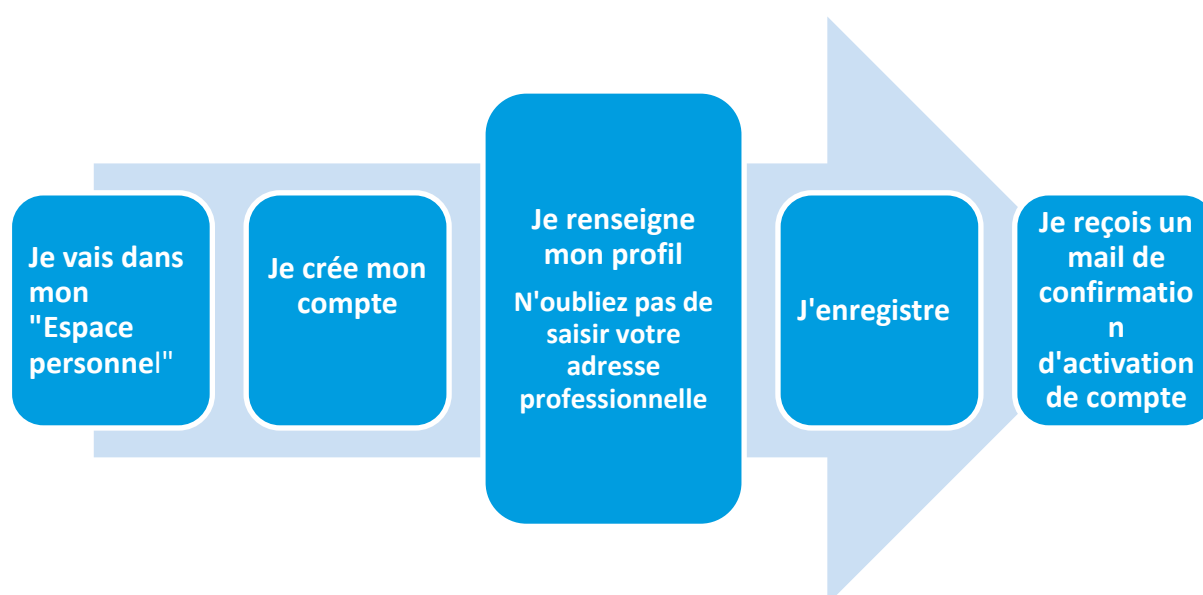 Je vais dans
mon
"Espace
personnel"
Je crée mon
compte
Je renseigne
mon profil
N'oubliez pas de
saisir votre
adresse
professionnelle
J'enregistre
Je reçois un
mail de
confirmatio
n
d'activation
de compte